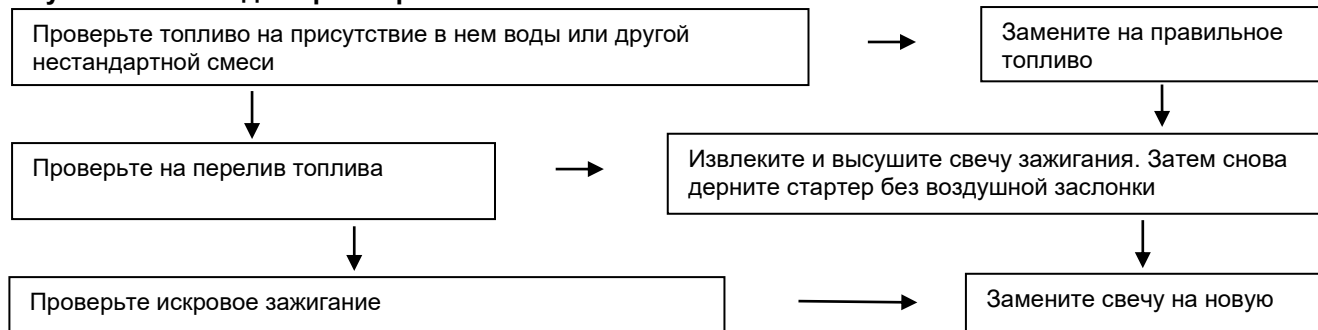 Проверьте топливо на присутствие в нем воды или другой
нестандартной смеси
Замените на правильное
топливо
Проверьте на перелив топлива
Извлеките и высушите свечу зажигания. Затем снова
дерните стартер без воздушной заслонки
Проверьте искровое зажигание
Замените свечу на новую